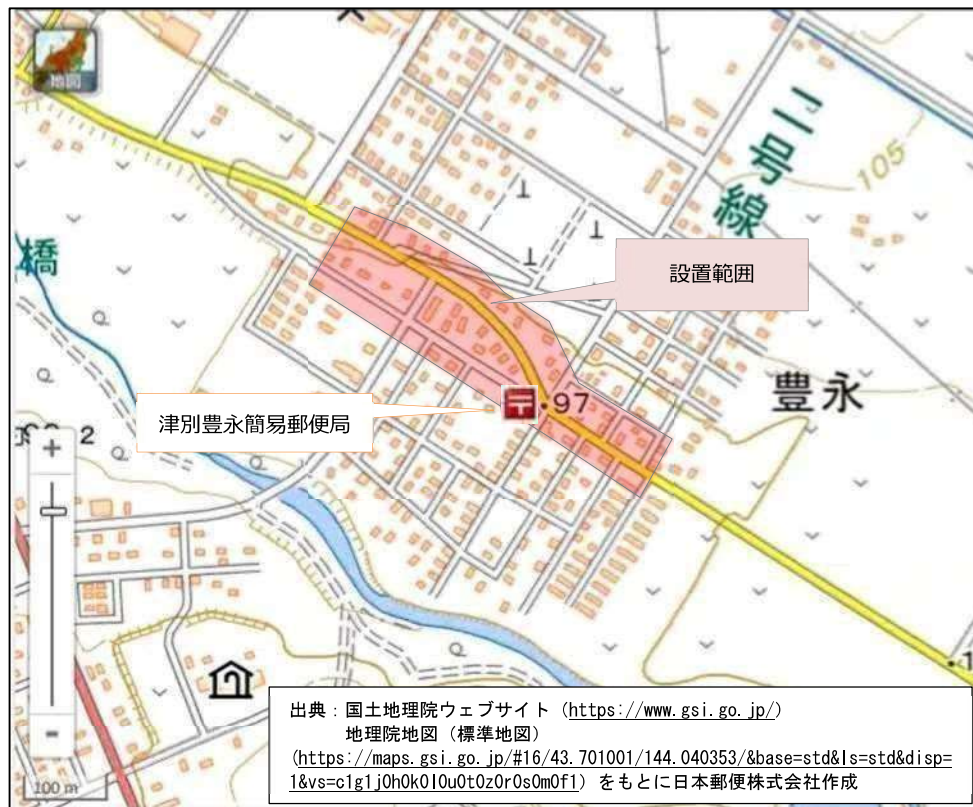 地図
二号線
105
橋
設置範囲
豊永
津別豊永簡易郵便局
97
2
+
-
100 m
出典：国土地理院ウェブサイト（https://www.gsi.go.jp/）
地理院地図（標準地図）
(https://maps.gsi.go.jp/#16/43.701001/144.040353/&base=std&ls=std&disp=
1&vs=c1g1j0h0k0l0u0t0z0r0s0m0f1）をもとに日本郵便株式会社作成